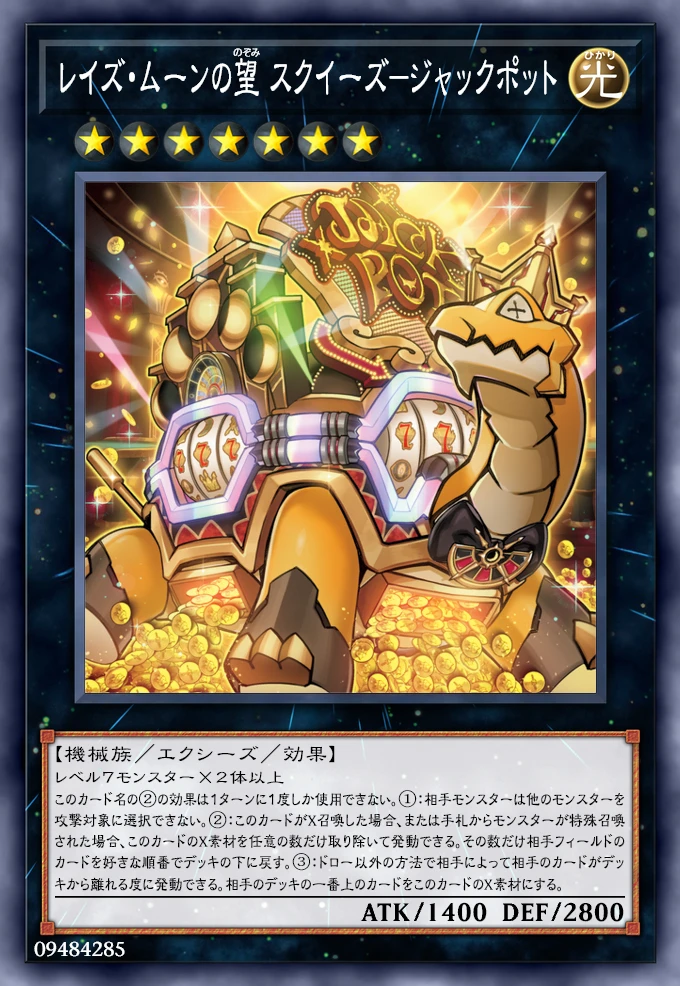 のぞみ
レイズ・ム～ンの望 スクイ～ズ－ジャックポット
ひかり
光
JACK
POT
【機械族／エクシーズ／効果】
レベル７モンスター×２体以上
このカード名の②の効果は１ターンに１度しか使用できない。①：相手モンスターは他のモンスターを
攻撃対象に選択できない。②：このカードがX召喚した場合、または手札からモンスターが特殊召喚
された場合、このカードのX素材を任意の数だけ取り除いて発動できる。その数だけ相手フィールドの
カードを好きな順番でデッキの下に戻す。③：ドロー以外の方法で相手によって相手のカードがデッ
キから離れる度に発動できる。相手のデッキの一番上のカードをこのカードのX素材にする。
ATK/1400 DEF/2800
09484285